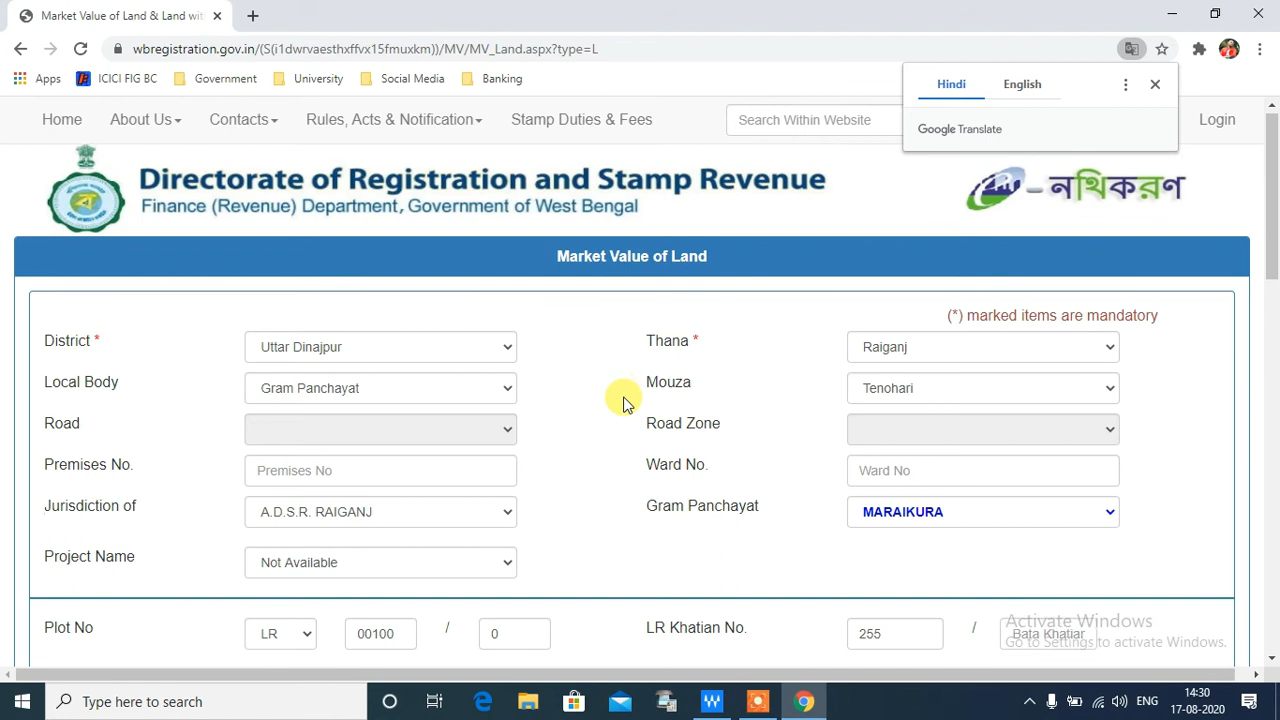 Market Value of Land & Land wit
wbregistration.gov.in/(S(i1dwrvaesthxffvx15fmuxkm))/MV/MV_Land.aspx?type=L
Apps ICICI FIG BC Government University Social Media Banking
Hindi English
Google Translate
Home About Us Contacts Rules, Acts & Notification Stamp Duties & Fees Search Within Website Login
Directorate of Registration and Stamp Revenue
Finance (Revenue) Department, Government of West Bengal
e - নথিকরণ
Market Value of Land
(*) marked items are mandatory
District * Uttar Dinajpur Thana * Raiganj
Local Body Gram Panchayat Mouza Tenohari
Road Road Zone
Premises No. Premises No Ward No. Ward No
Jurisdiction of A.D.S.R. RAIGANJ Gram Panchayat MARAIKURA
Project Name Not Available
Plot No LR 00100 / 0 LR Khatian No. 255 / Bata Khatiar
Activate Windows
Go to Settings to activate Windows.
Type here to search
ENG
14:30
17-08-2020